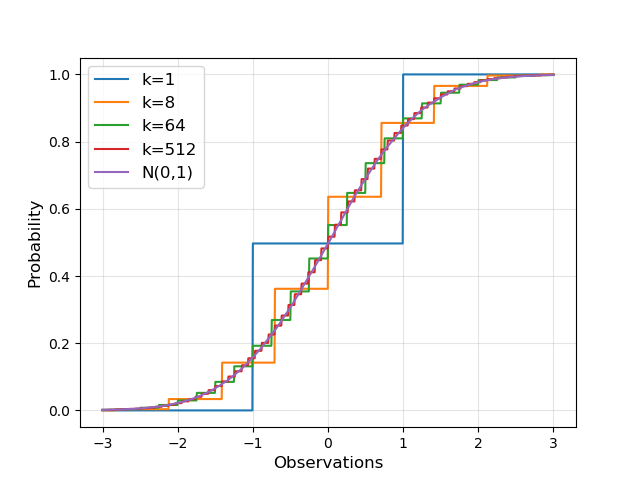 1.0
0.8
0.6
0.4
0.2
0.0
Probability
k=1
k=8
k=64
k=512
N(0,1)
−3 −2 −1 0 1 2 3
Observations